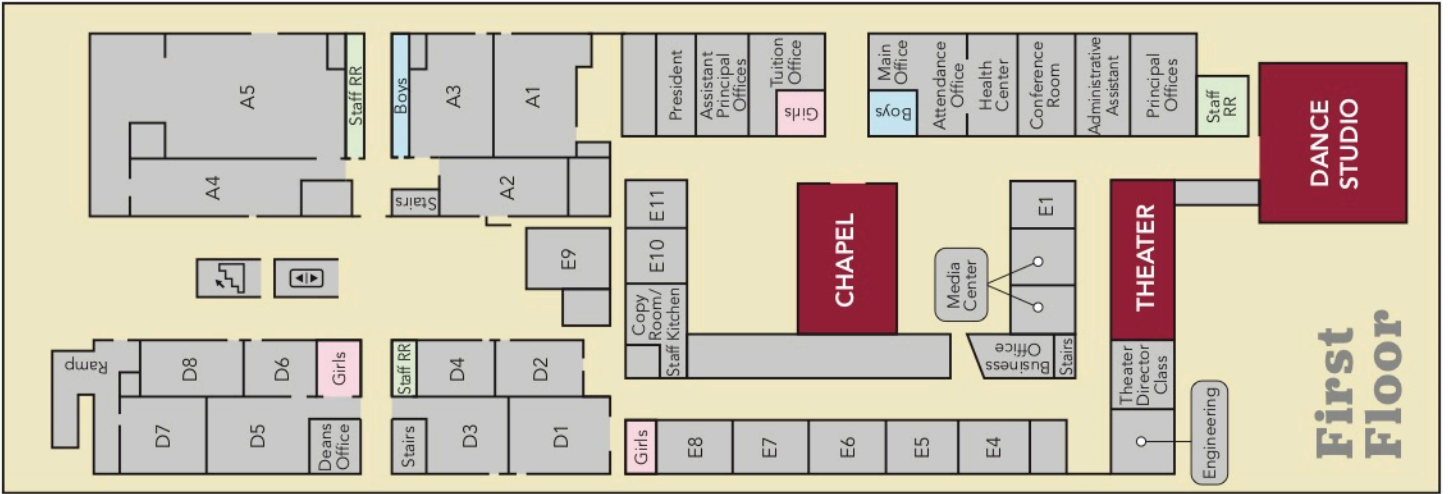 A5
Staff RR
Boys
A3
A1
President
Assistant
Principal
Offices
Tuition
Office
Girls
Main
Office
Boys
Attendance
Office
Health
Center
Conference
Room
Administrative
Assistant
Principal
Offices
Staff
RR
DANCE
STUDIO
A4
Stairs
A2
E11
E10
E9
Copy
Room/
Staff Kitchen
CHAPEL
Media
Center
E1
Business
Office
Stairs
THEATER
Theater
Director
Class
Engineering
Ramp
D8
D6
Girls
Staff RR
D4
D2
D7
D5
Deans
Office
Stairs
D3
D1
Girls
E8
E7
E6
E5
E4
First
Floor